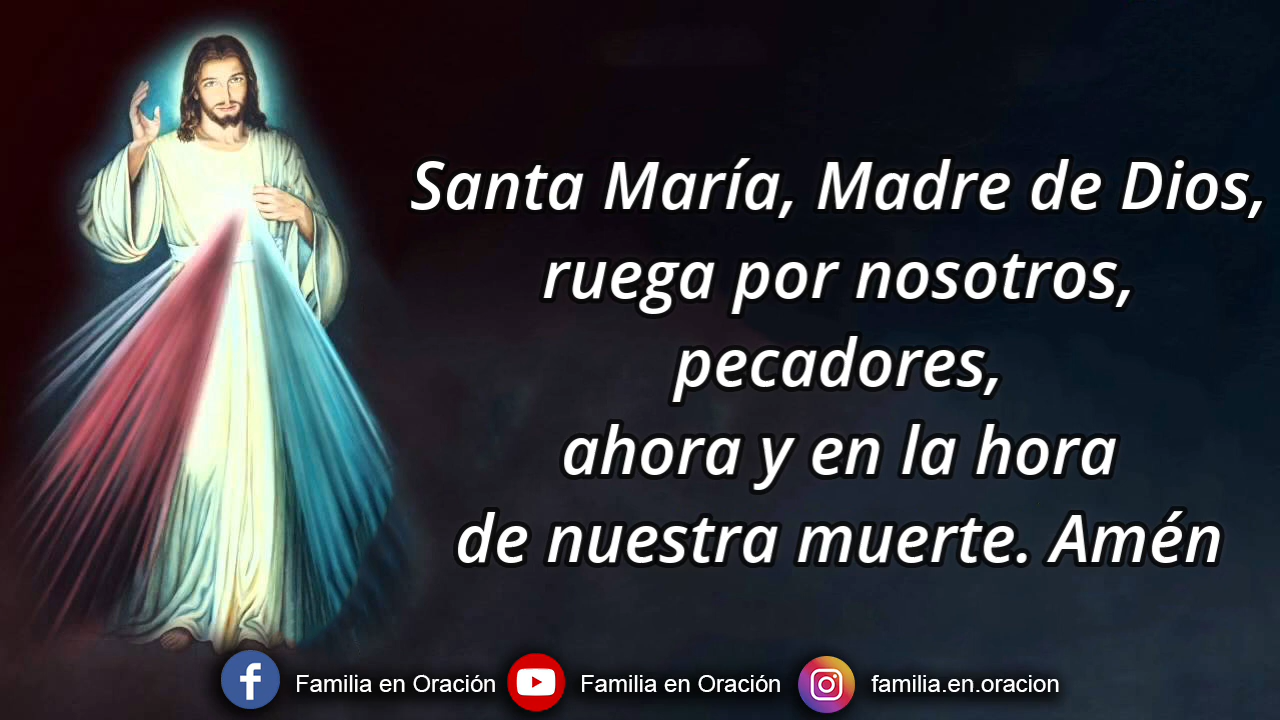 Santa María, Madre de Dios,
ruega por nosotros,
pecadores,
ahora y en la hora
de nuestra muerte. Amén
Familia en Oración Familia en Oración familia.en.oracion